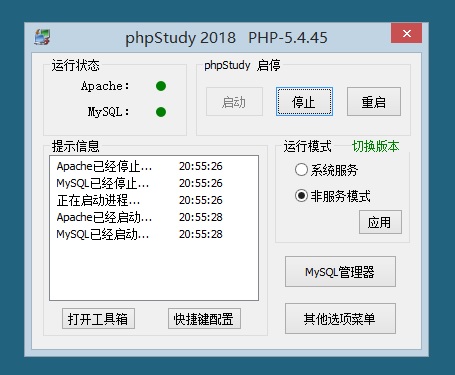 phpStudy 2018   PHP-5.4.45
运行状态
Apache:
MySQL:
phpStudy 启停
启动
停止
重启
提示信息
Apache已经停止... 20:55:26
MySQL已经停止... 20:55:26
正在启动进程... 20:55:26
Apache已经启动... 20:55:28
MySQL已经启动... 20:55:28
打开工具箱
快捷键配置
运行模式
切换版本
系统服务
非服务模式
应用
MySQL管理器
其他选项菜单